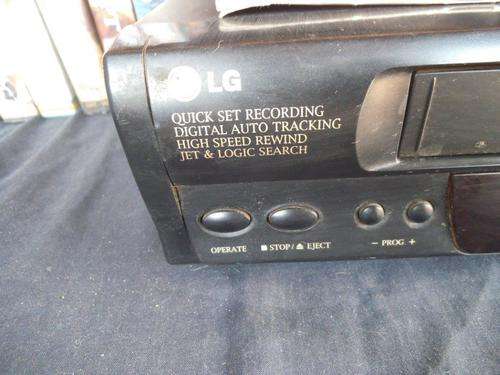 LG
QUICK SET RECORDING
DIGITAL AUTO TRACKING
HIGH SPEED REWIND
JET & LOGIC SEARCH
OPERATE ■ STOP/⏏ EJECT − PROG +